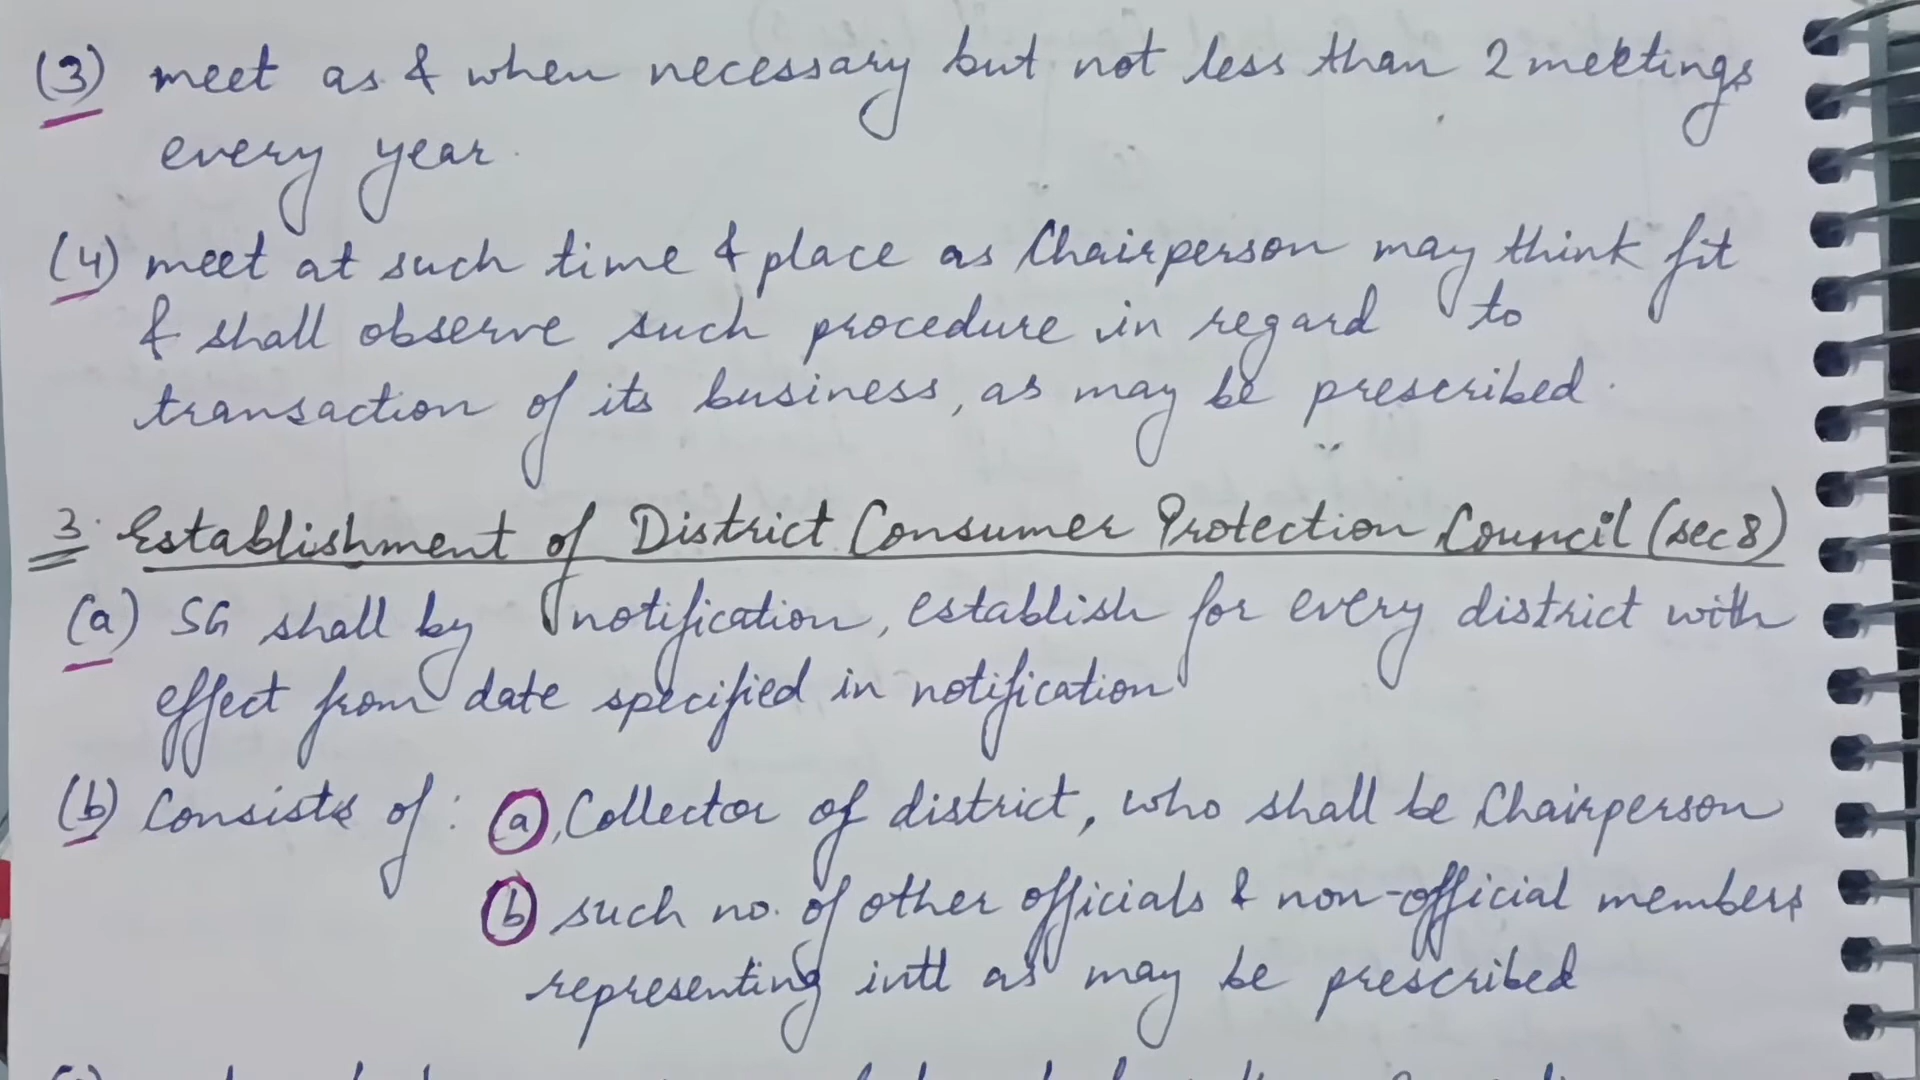 (3) meet as & when necessary but not less than 2 meetings
every year.
(4) meet at such time & place as Chairperson may think fit
& shall observe such procedure in regard to
transaction of its business, as may be prescribed.
3. Establishment of District Consumer Protection Council (sec 8)
(a) SG shall by notification, establish for every district with
effect from date specified in notification
(b) Consists of : (a) Collector of district, who shall be Chairperson
(b) such no. of other officials & non-official members
representing intt as may be prescribed